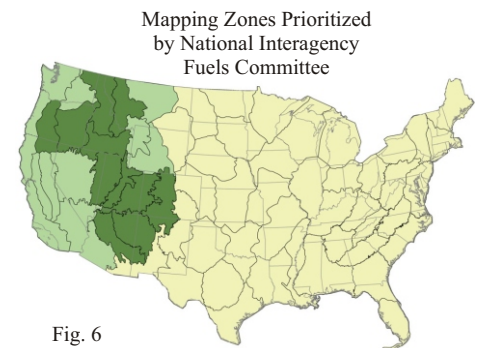 Mapping Zones Prioritized
by National Interagency
Fuels Committee
Fig. 6